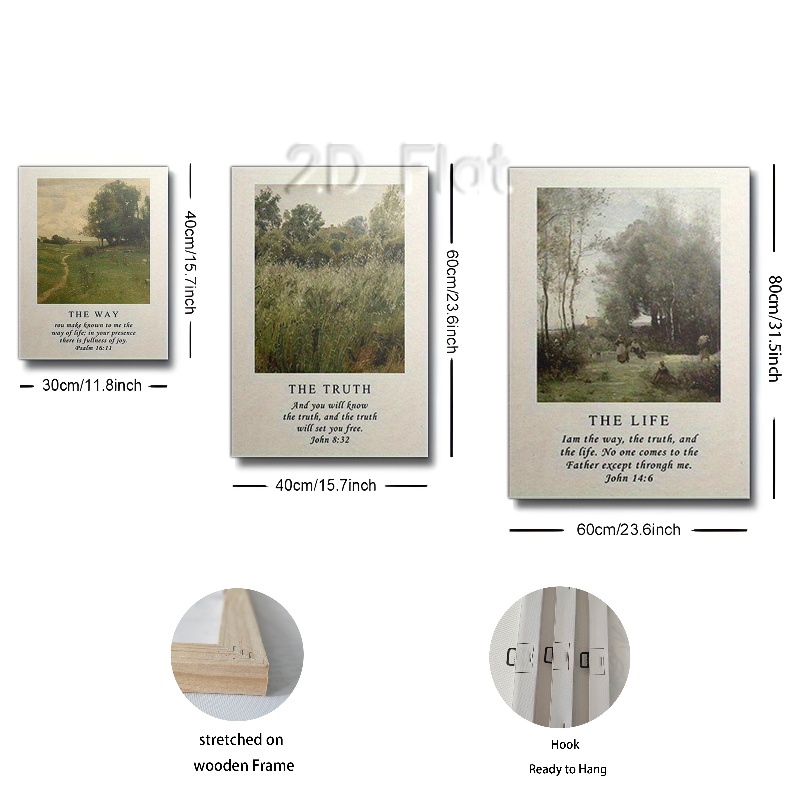 2D Flat
THE WAY
rou make known to me the
way of life; in your presence
there is fullness of joy.
Psalm 16:11
40cm/15.7inch
30cm/11.8inch
THE TRUTH
And you will know
the truth, and the truth
will set you free.
John 8:32
60cm/23.6inch
40cm/15.7inch
THE LIFE
Iam the way, the truth, and
the life. No one comes to the
Father except throngh me.
John 14:6
80cm/31.5inch
60cm/23.6inch
stretched on
wooden Frame
Hook
Ready to Hang